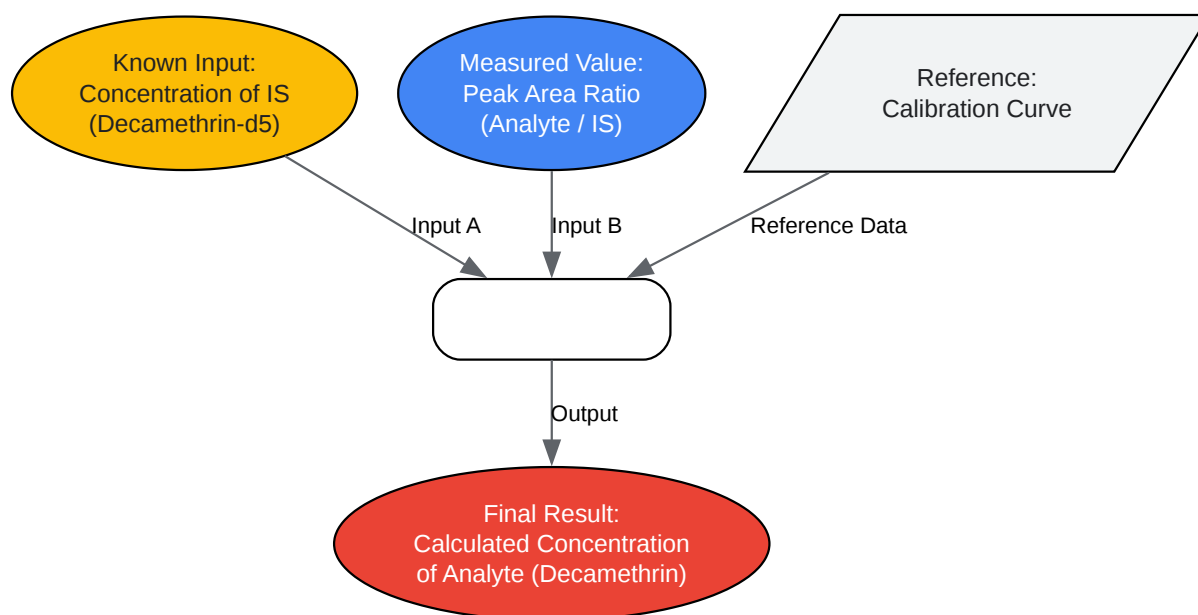 Known Input:
Concentration of IS
(Decamethrin-d5)
Measured Value:
Peak Area Ratio
(Analyte / IS)
Reference:
Calibration Curve
Input A
Input B
Reference Data
Output
Final Result:
Calculated Concentration
of Analyte (Decamethrin)